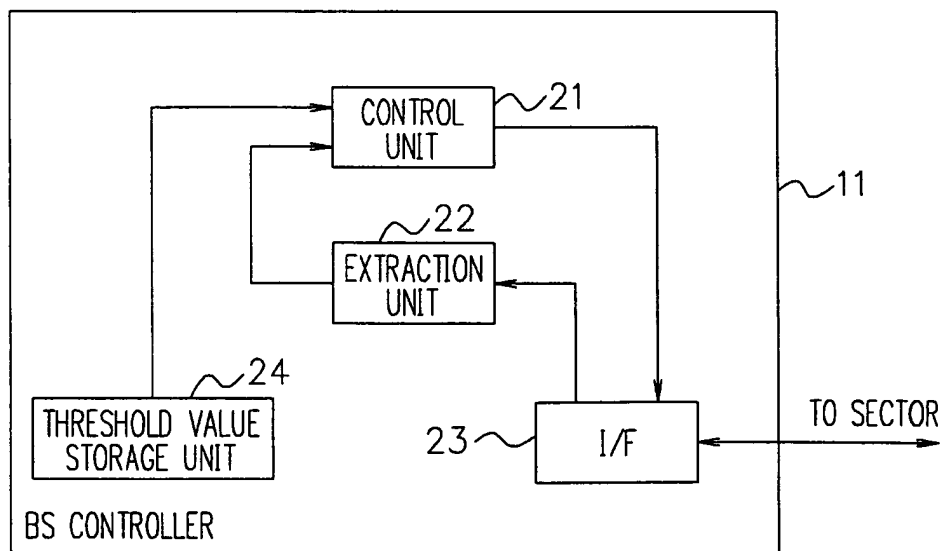 CONTROL
UNIT
21
11
22
EXTRACTION
UNIT
24
THRESHOLD VALUE
STORAGE UNIT
23
I/F
TO SECTOR
BS CONTROLLER